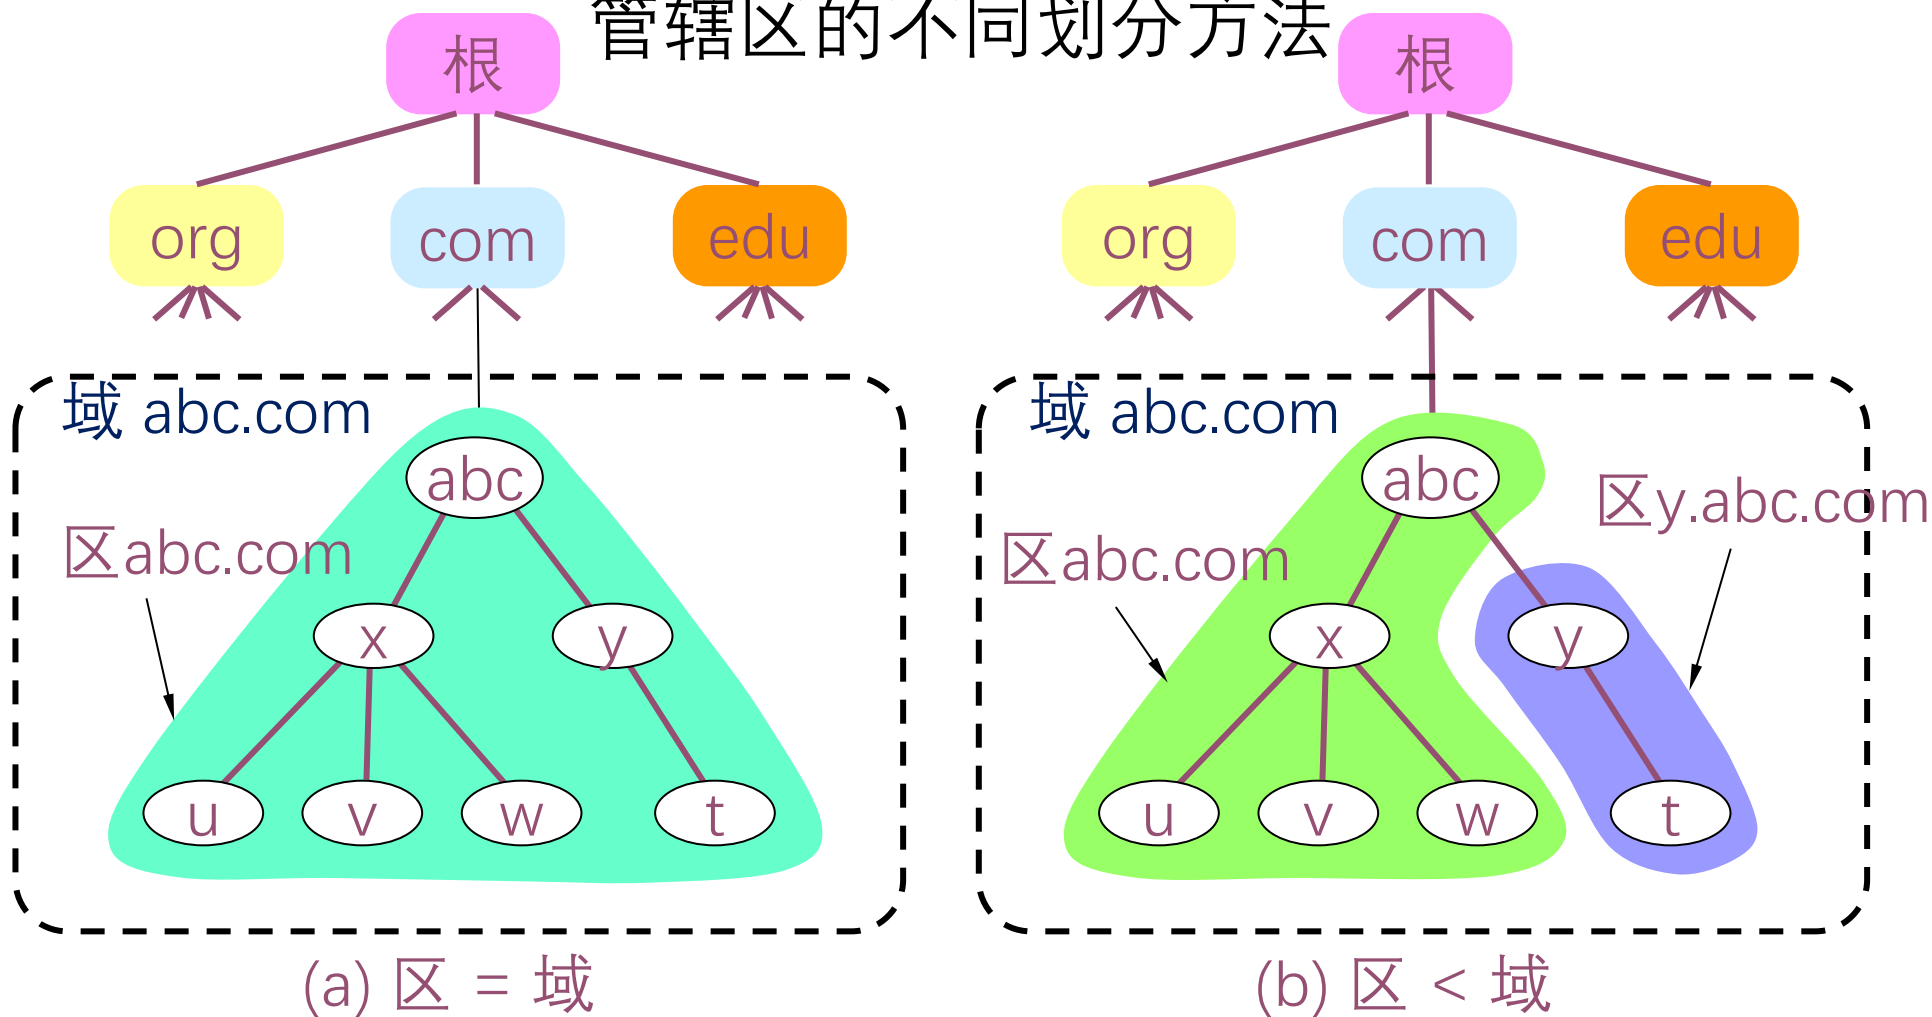 管辖区的不同划分方法
根
org
com
edu
域 abc.com
abc
区abc.com
x
y
u
v
w
t
(a) 区 = 域
根
org
com
edu
域 abc.com
abc
区y.abc.com
区abc.com
x
y
u
v
w
t
(b) 区 < 域